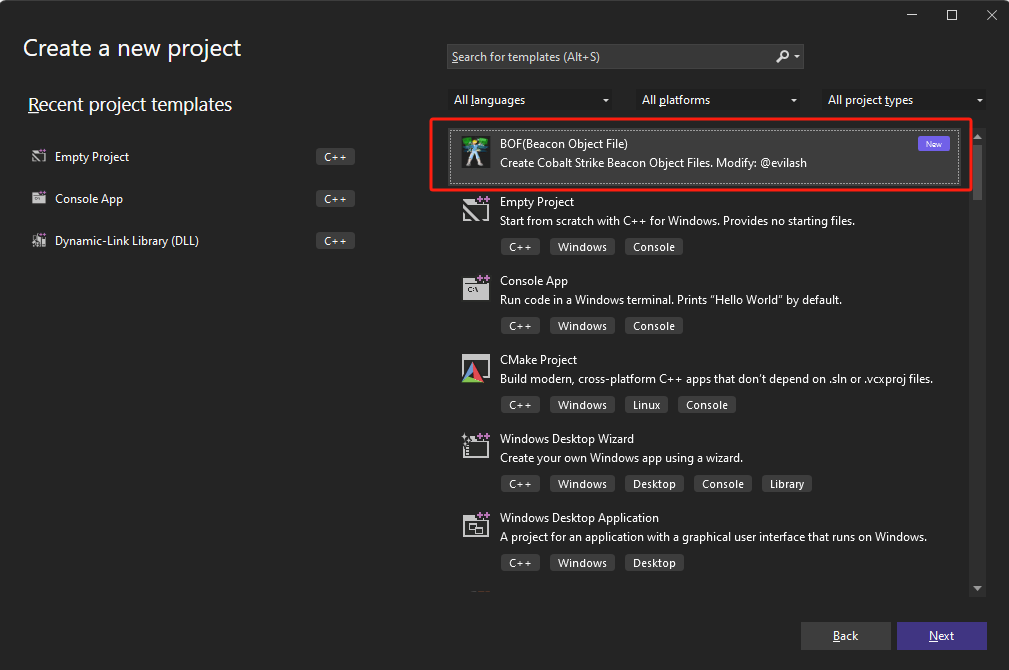 Create a new project
Search for templates (Alt+S)
Recent project templates
All languages
All platforms
All project types
Empty Project
C++
Console App
C++
Dynamic-Link Library (DLL)
C++
BOF(Beacon Object File)
New
Create Cobalt Strike Beacon Object Files. Modify: @evilash
Empty Project
Start from scratch with C++ for Windows. Provides no starting files.
C++ Windows Console
Console App
Run code in a Windows terminal. Prints "Hello World" by default.
C++ Windows Console
CMake Project
Build modern, cross-platform C++ apps that don't depend on .sln or .vcxproj files.
C++ Windows Linux Console
Windows Desktop Wizard
Create your own Windows app using a wizard.
C++ Windows Desktop Console Library
Windows Desktop Application
A project for an application with a graphical user interface that runs on Windows.
C++ Windows Desktop
Back
Next